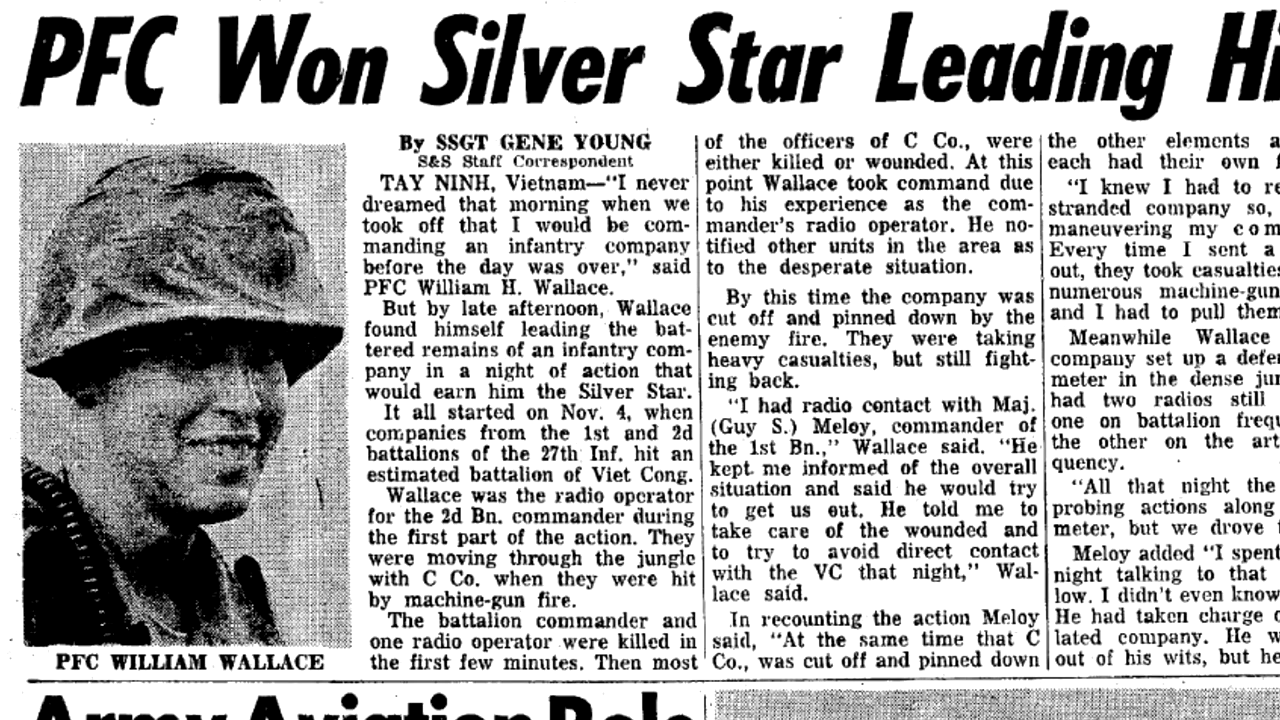 PFC Won Silver Star Leading
By SSGT GENE YOUNG
S&S Staff Correspondent
TAY NINH, Vietnam—“I never
dreamed that morning when we
took off that I would be com-
manding an infantry company
before the day was over,” said
PFC William H. Wallace.
But by late afternoon, Wallace
found himself leading the bat-
tered remains of an infantry com-
pany in a night of action that
would earn him the Silver Star.
It all started on Nov. 4, when
companies from the 1st and 2d
battalions of the 27th Inf. hit an
estimated battalion of Viet Cong.
Wallace was the radio operator
for the 2d Bn. commander during
the first part of the action. They
were moving through the jungle
with C Co. when they were hit
by machine-gun fire.
The battalion commander and
one radio operator were killed in
the first few minutes. Then most
PFC WILLIAM WALLACE
of the officers of C Co., were
either killed or wounded. At this
point Wallace took command due
to his experience as the com-
mander's radio operator. He no-
tified other units in the area as
to the desperate situation.
By this time the company was
cut off and pinned down by the
enemy fire. They were taking
heavy casualties, but still fight-
ing back.
“I had radio contact with Maj.
(Guy S.) Meloy, commander of
the 1st Bn.,” Wallace said. “He
kept me informed of the overall
situation and said he would try
to get us out. He told me to
take care of the wounded and
to try to avoid direct contact
with the VC that night,” Wal-
lace said.
In recounting the action Meloy
said, “At the same time that C
Co., was cut off and pinned down
the other elements
each had their own
“I knew I had to
stranded company so,
maneuvering my com
Every time I sent a
out, they took
numerous machine-gun
and I had to pull them
Meanwhile Wallace
company set up a
meter in the dense
had two radios still
one on battalion
the other on the
quency.
“All that night the
probing actions along
meter, but we drove
Meloy added “I spent
night talking to that
low. I didn't even know
He had taken charge
lated company. He
out of his wits, but he
Army Aviation